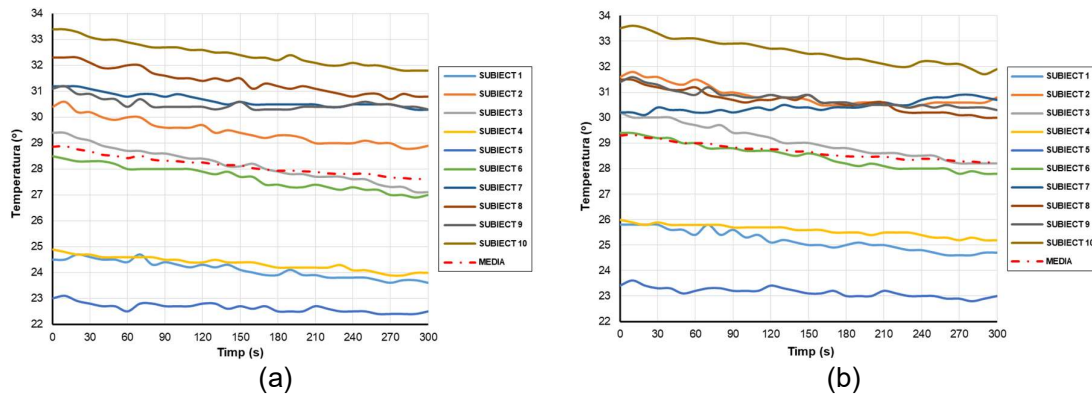 34
33
32
31
30
29
28
27
26
25
24
23
22
Temperatura (º)
0 30 60 90 120 150 180 210 240 270 300
Timp (s)
SUBIECT 1
SUBIECT 2
SUBIECT 3
SUBIECT 4
SUBIECT 5
SUBIECT 6
SUBIECT 7
SUBIECT 8
SUBIECT 9
SUBIECT 10
MEDIA
(a)
34
33
32
31
30
29
28
27
26
25
24
23
22
Temperatura (º)
0 30 60 90 120 150 180 210 240 270 300
Timp (s)
SUBIECT 1
SUBIECT 2
SUBIECT 3
SUBIECT 4
SUBIECT 5
SUBIECT 6
SUBIECT 7
SUBIECT 8
SUBIECT 9
SUBIECT 10
MEDIA
(b)